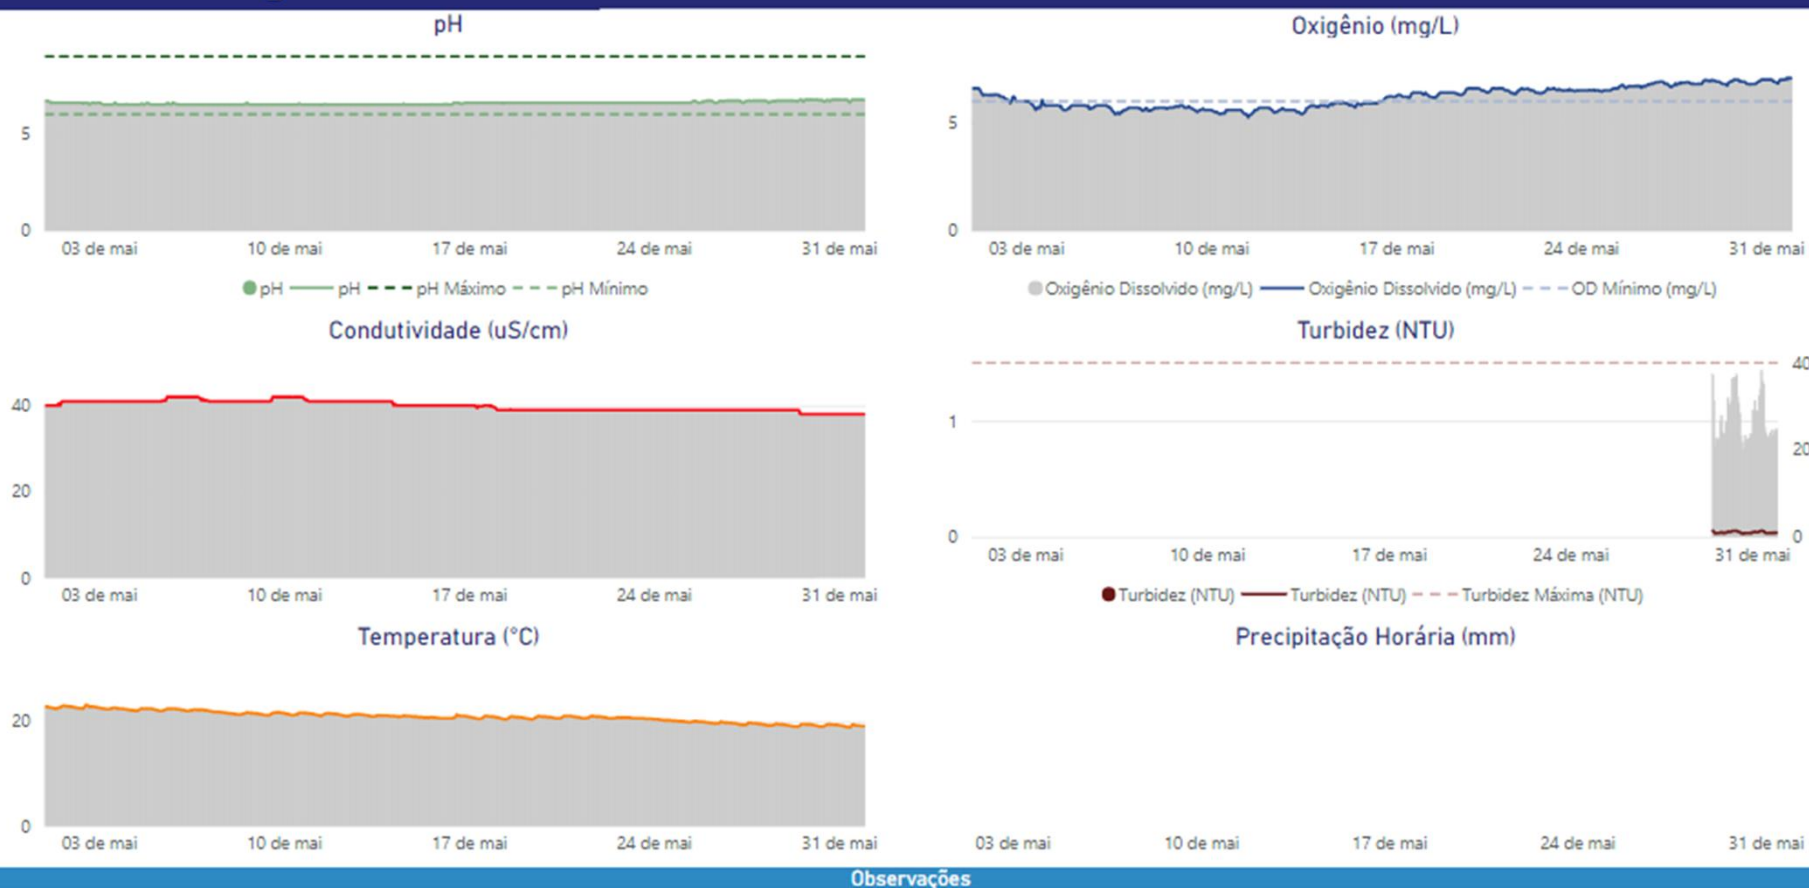 pH
5
0
03 de mai 10 de mai 17 de mai 24 de mai 31 de mai
pH pH pH Máximo pH Mínimo
Oxigênio (mg/L)
5
0
03 de mai 10 de mai 17 de mai 24 de mai 31 de mai
Oxigênio Dissolvido (mg/L) Oxigênio Dissolvido (mg/L) OD Mínimo (mg/L)
Condutividade (uS/cm)
40
20
0
03 de mai 10 de mai 17 de mai 24 de mai 31 de mai
Turbidez (NTU)
40
1
20
0 0
03 de mai 10 de mai 17 de mai 24 de mai 31 de mai
Turbidez (NTU) Turbidez (NTU) Turbidez Máxima (NTU)
Temperatura (°C)
20
0
03 de mai 10 de mai 17 de mai 24 de mai 31 de mai
Precipitação Horária (mm)
03 de mai 10 de mai 17 de mai 24 de mai 31 de mai
Observações